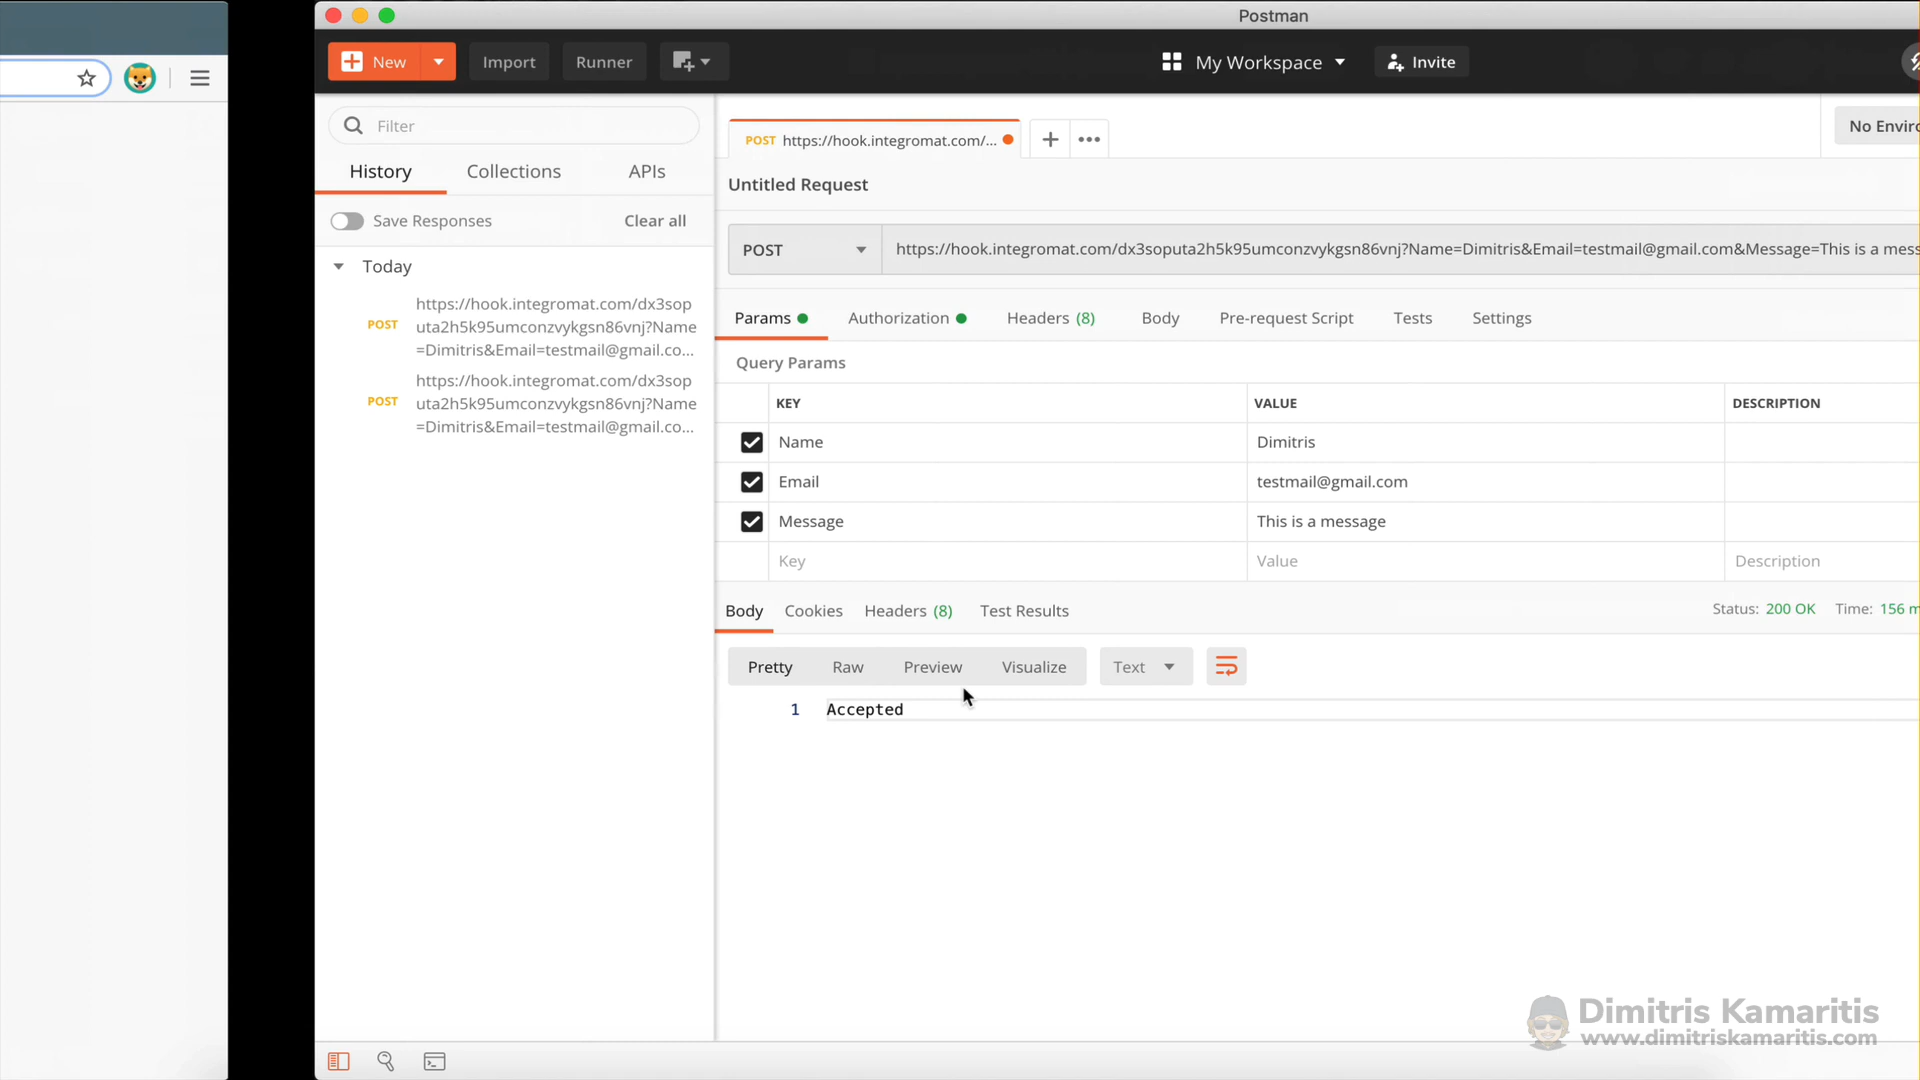 Postman
New
Import
Runner
My Workspace
Invite
Filter
History
Collections
APIs
Save Responses
Clear all
Today
POST
https://hook.integromat.com/dx3sop
uta2h5k95umconzvykgsn86vnj?Name
=Dimitris&Email=testmail@gmail.co...
POST
https://hook.integromat.com/dx3sop
uta2h5k95umconzvykgsn86vnj?Name
=Dimitris&Email=testmail@gmail.co...
POST https://hook.integromat.com/...
No Enviro
Untitled Request
POST
https://hook.integromat.com/dx3soputa2h5k95umconzvykgsn86vnj?Name=Dimitris&Email=testmail@gmail.com&Message=This is a mess
Params
Authorization
Headers (8)
Body
Pre-request Script
Tests
Settings
Query Params
KEY VALUE DESCRIPTION
Name Dimitris
Email testmail@gmail.com
Message This is a message
Key Value Description
Body
Cookies
Headers (8)
Test Results
Status: 200 OK Time: 156 m
Pretty
Raw
Preview
Visualize
Text
1 Accepted
Dimitris Kamaritis
www.dimitriskamaritis.com